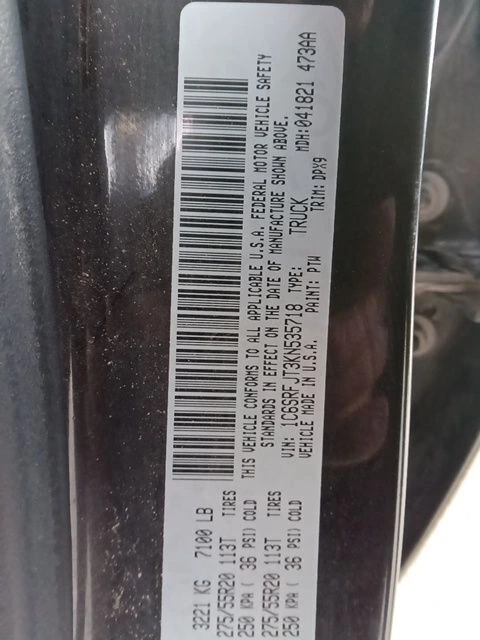 3221 KG 7100 LB
275/55R20 113T TIRES
250 KPA ( 36 PSI) COLD
275/55R20 113T TIRES
250 KPA ( 36 PSI) COLD
THIS VEHICLE CONFORMS TO ALL APPLICABLE U.S.A. FEDERAL MOTOR VEHICLE SAFETY
STANDARDS IN EFFECT ON THE DATE OF MANUFACTURE SHOWN ABOVE.
VIN: 1C6SRFJT3KN535718 TYPE: TRUCK MDH:041821 473AA
VEHICLE MADE IN U.S.A. PAINT: PTW TRIM: DPX9